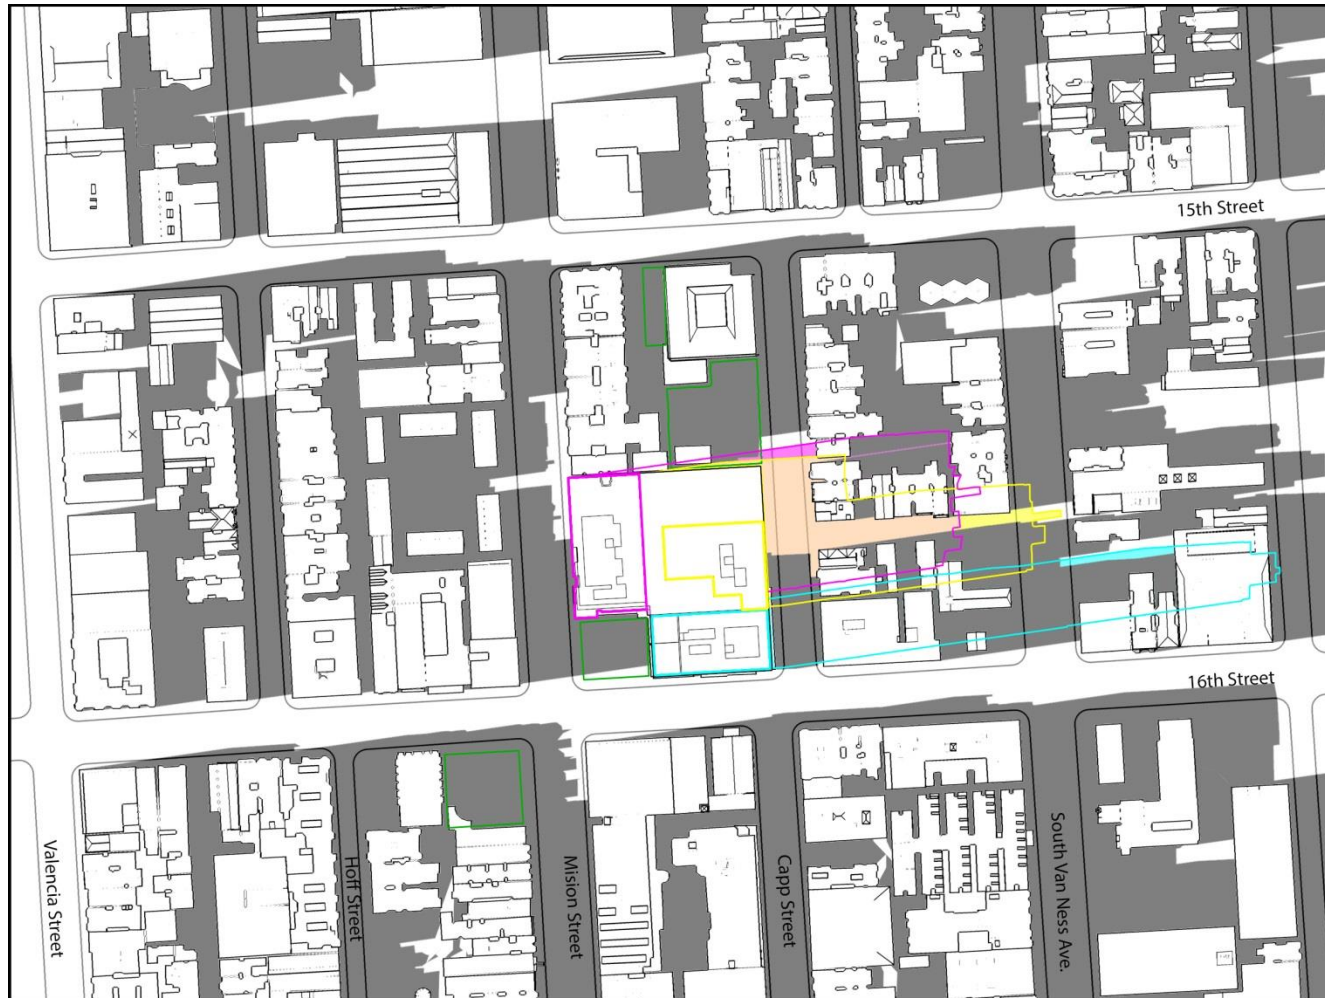 15th Street
16th Street
Valencia Street
Hoff Street
Mision Street
Capp Street
South Van Ness Ave.